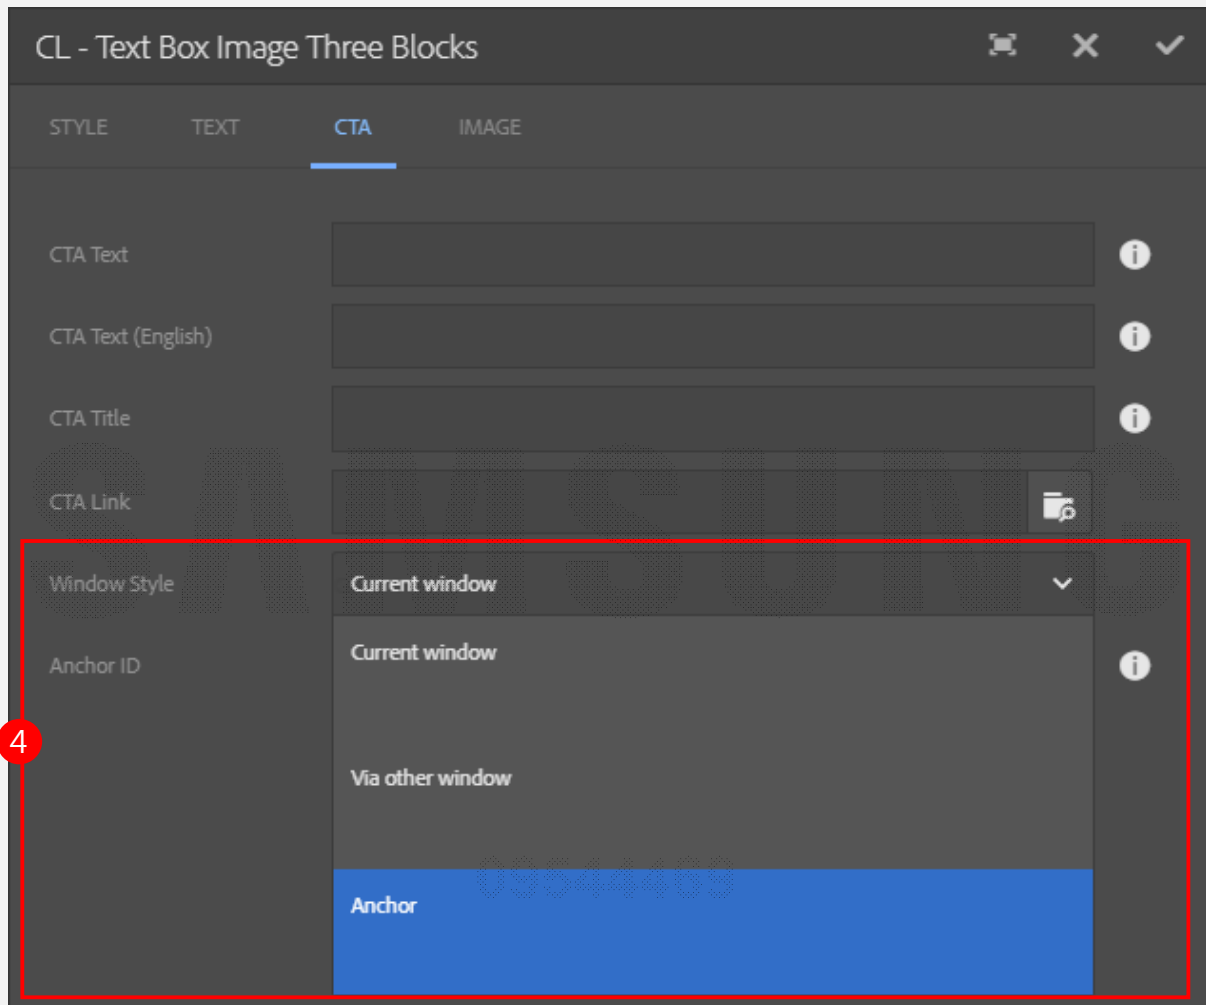 CL - Text Box Image Three Blocks
STYLE TEXT CTA IMAGE
CTA Text
CTA Text (English)
CTA Title
CTA Link
SAMSUNG
Window Style Current window
Current window
Anchor ID
4
Via other window
09544469
Anchor